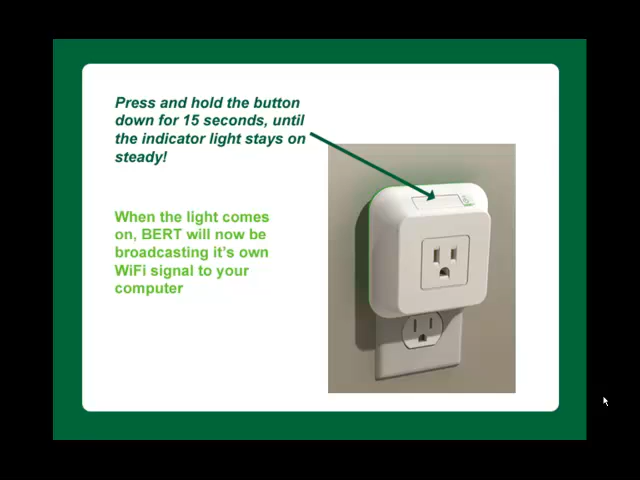 Press and hold the button
down for 15 seconds, until
the indicator light stays on
steady!
When the light comes
on, BERT will now be
broadcasting it's own
WiFi signal to your
computer